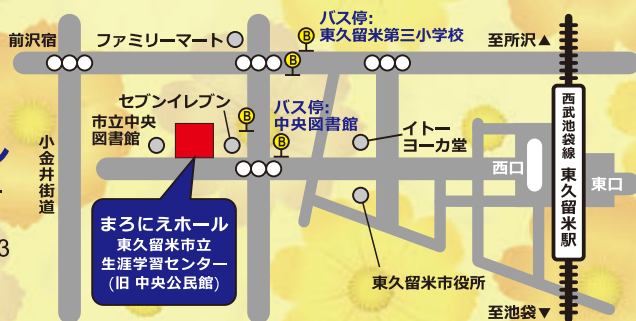 バス停:
東久留米第三小学校
前沢宿
ファミリーマート
至所沢▲
B
B
セブンイレブン
B
バス停:
中央図書館
B
市立中央
図書館
イトー
ヨーカ堂
小金井街道
西武池袋線 東久留米駅
西口
東口
まろにえホール
東久留米市立
生涯学習センター
(旧 中央公民館)
3
東久留米市役所
至池袋▼